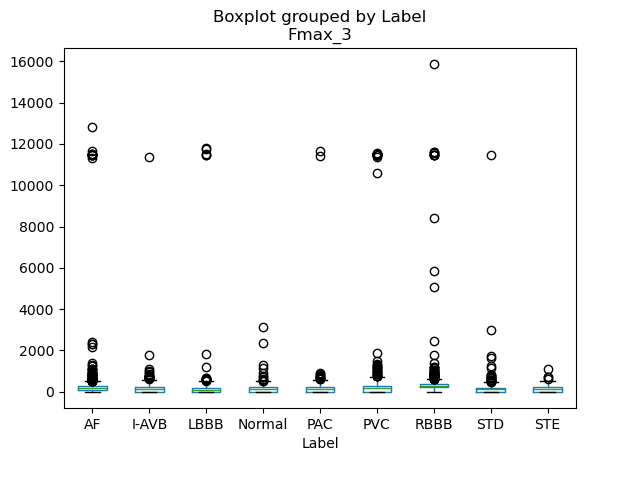 Boxplot grouped by Label
Fmax_3
16000
14000
12000
10000
8000
6000
4000
2000
0
AF I-AVB LBBB Normal PAC PVC RBBB STD STE
Label